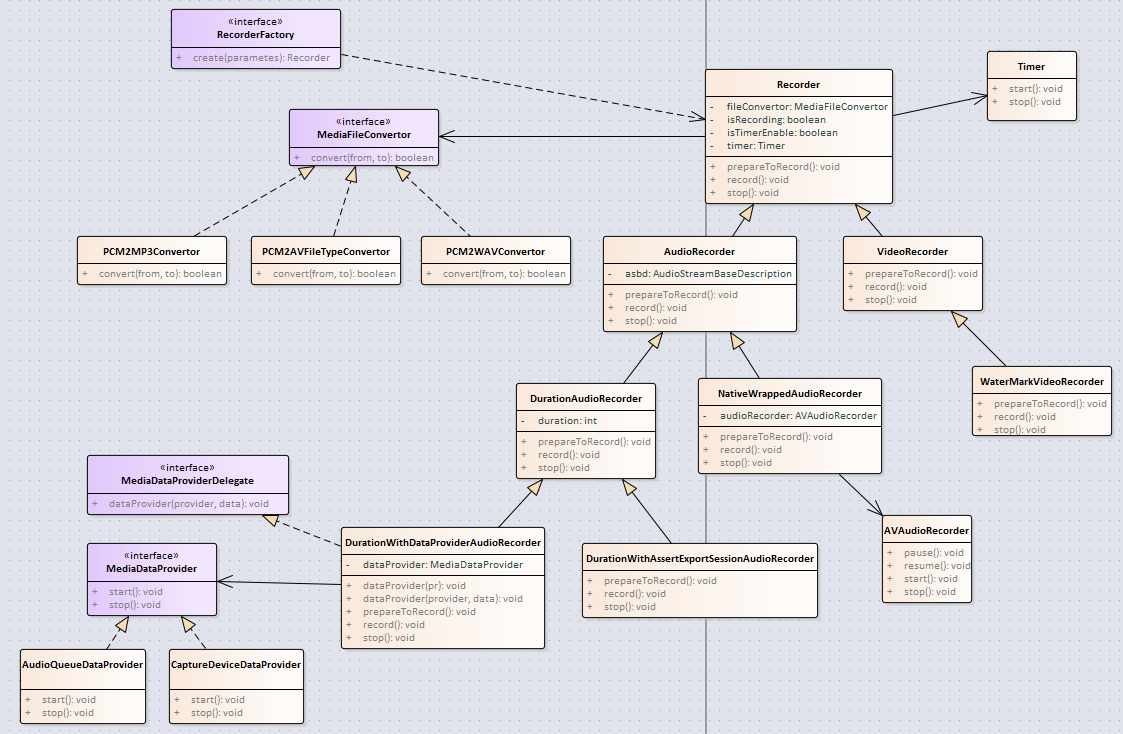 «interface»
RecorderFactory
+ create(parametes): Recorder
Timer
+ start(): void
+ stop(): void
Recorder
- fileConvertor: MediaFileConvertor
- isRecording: boolean
- isTimerEnable: boolean
- timer: Timer
+ prepareToRecord(): void
+ record(): void
+ stop(): void
«interface»
MediaFileConvertor
+ convert(from, to): boolean
PCM2MP3Convertor
+ convert(from, to): boolean
PCM2AVFileTypeConvertor
+ convert(from, to): boolean
PCM2WAVConvertor
+ convert(from, to): boolean
AudioRecorder
- asbd: AudioStreamBaseDescription
+ prepareToRecord(): void
+ record(): void
+ stop(): void
VideoRecorder
+ prepareToRecord(): void
+ record(): void
+ stop(): void
WaterMarkVideoRecorder
+ prepareToRecord(): void
+ record(): void
+ stop(): void
DurationAudioRecorder
- duration: int
+ prepareToRecord(): void
+ record(): void
+ stop(): void
NativeWrappedAudioRecorder
- audioRecorder: AVAudioRecorder
+ prepareToRecord(): void
+ record(): void
+ stop(): void
«interface»
MediaDataProviderDelegate
+ dataProvider(provider, data): void
«interface»
MediaDataProvider
+ start(): void
+ stop(): void
DurationWithDataProviderAudioRecorder
- dataProvider: MediaDataProvider
+ dataProvider(pr): void
+ dataProvider(provider, data): void
+ prepareToRecord(): void
+ record(): void
+ stop(): void
DurationWithAssertExportSessionAudioRecorder
+ prepareToRecord(): void
+ record(): void
+ stop(): void
AVAudioRecorder
+ pause(): void
+ resume(): void
+ start(): void
+ stop(): void
AudioQueueDataProvider
+ start(): void
+ stop(): void
CaptureDeviceDataProvider
+ start(): void
+ stop(): void